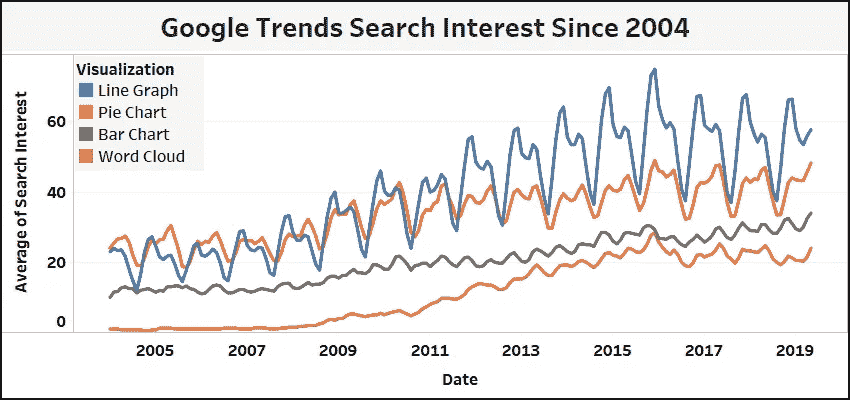 Google Trends Search Interest Since 2004
Visualization
Line Graph
Pie Chart
Bar Chart
Word Cloud
Average of Search Interest
60
40
20
0
2005 2007 2009 2011 2013 2015 2017 2019
Date